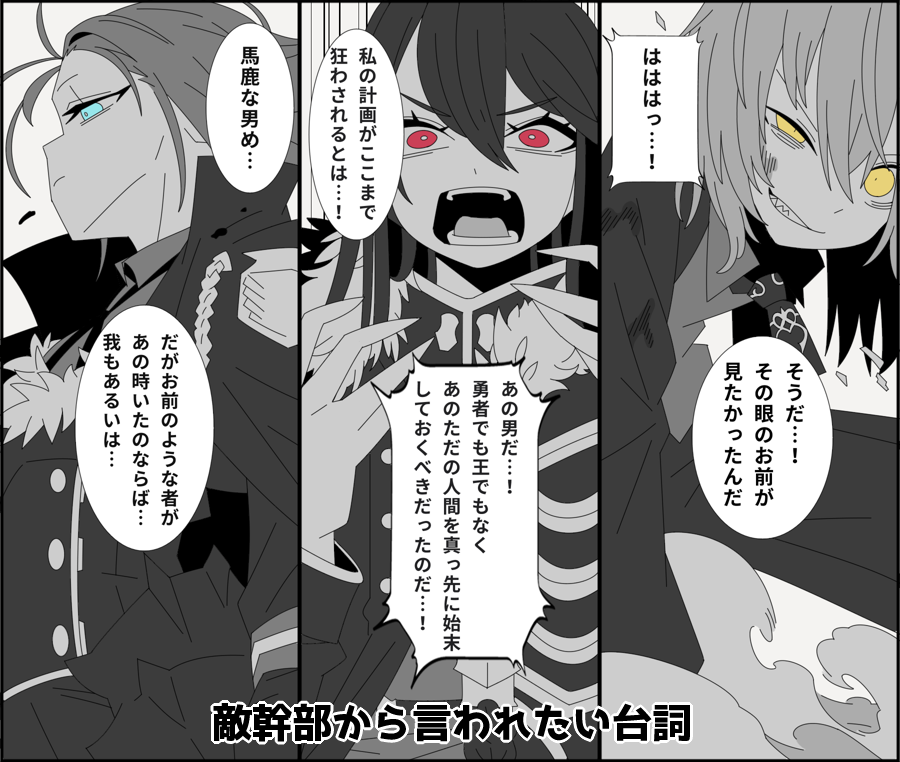 ははは っ…！
そうだ…！
その眼のお前が
見たかったんだ
私の計画がここまで
狂わされるとは…！
あの男だ…！
勇者でも王でもなく
あのただの人間を真っ先に始末
しておくべきだったのだ…！
馬鹿な男め…
だがお前のような者が
あの時いたのならば…
我もあるいは…
敵幹部から言われたい台詞